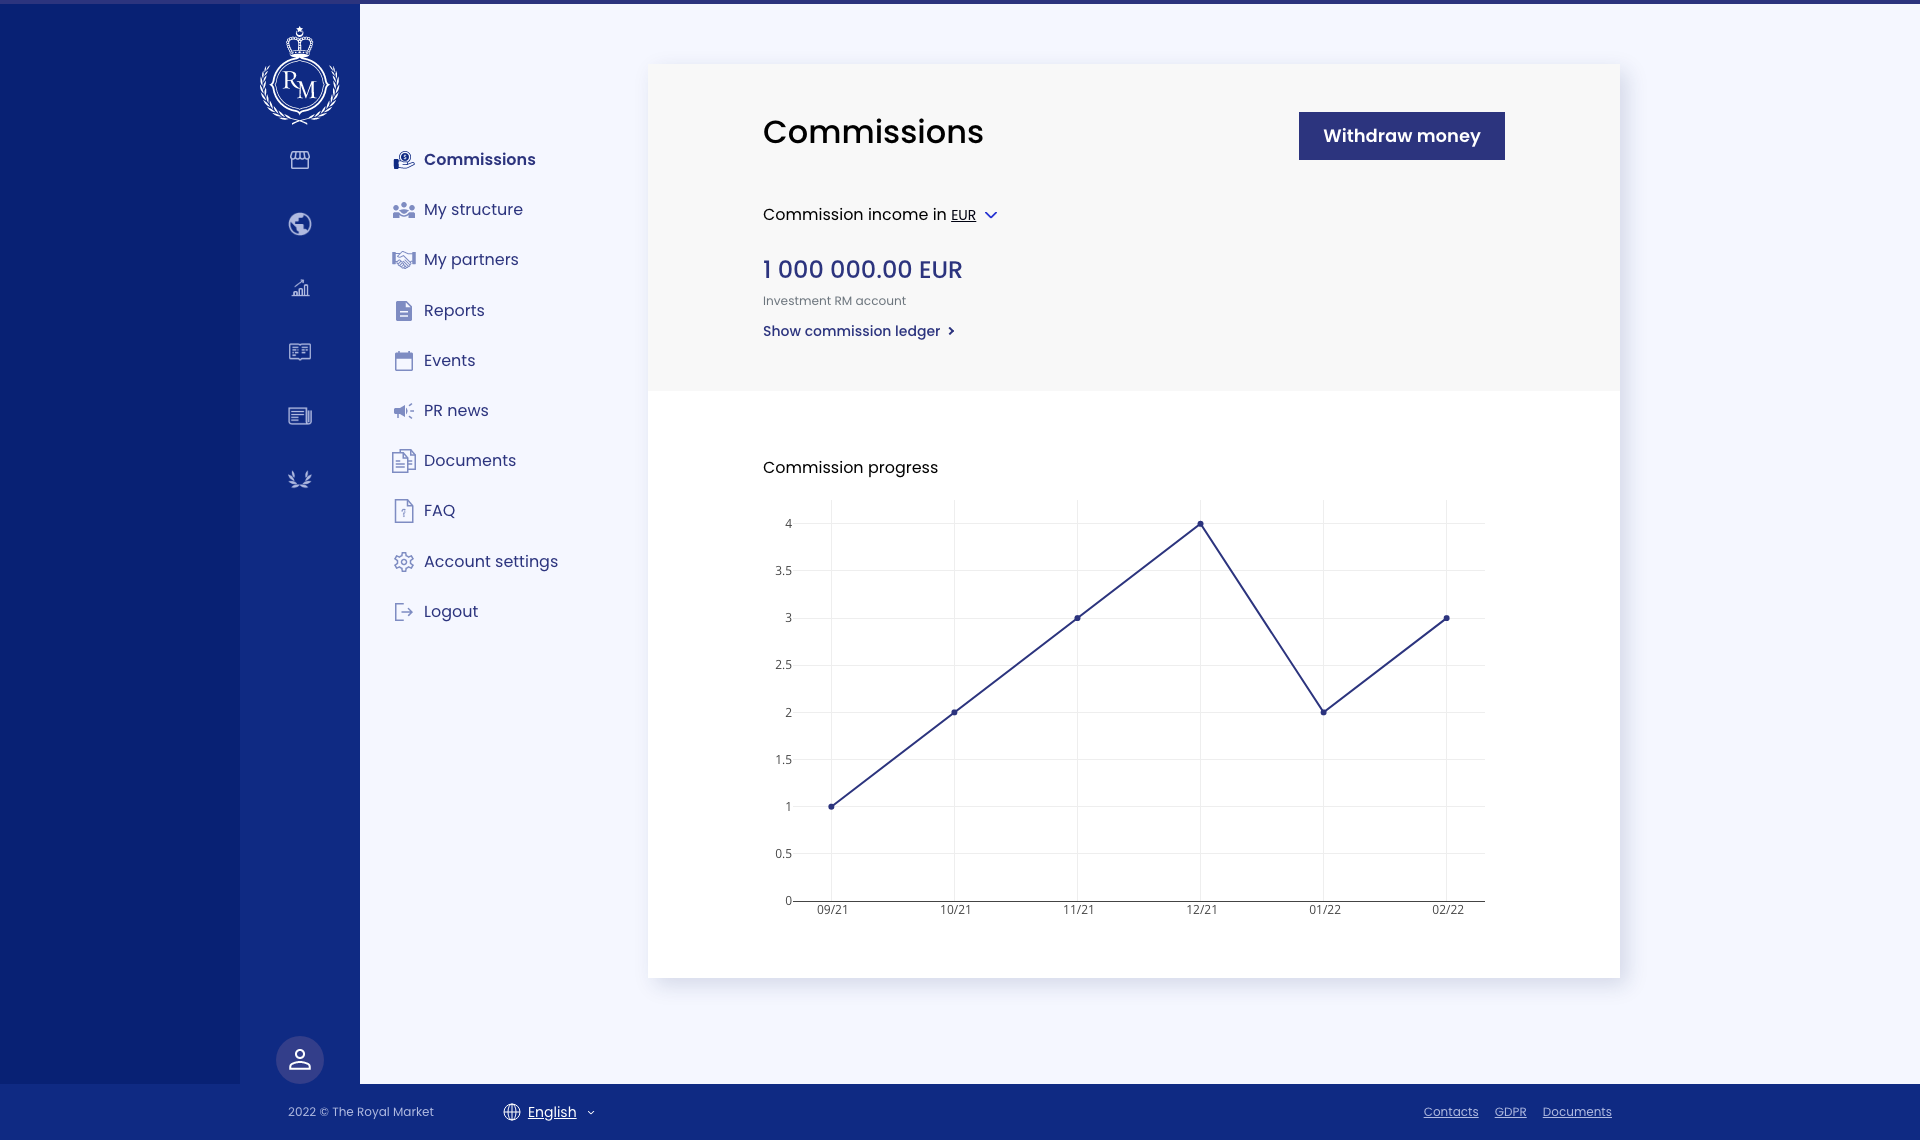 RM
Commissions
My structure
My partners
Reports
Events
PR news
Documents
FAQ
Account settings
Logout
Commissions
Withdraw money
Commission income in EUR
1 000 000.00 EUR
Investment RM account
Show commission ledger
Commission progress
4
3.5
3
2.5
2
1.5
1
0.5
0
09/21 10/21 11/21 12/21 01/22 02/22
2022 © The Royal Market
English
Contacts GDPR Documents